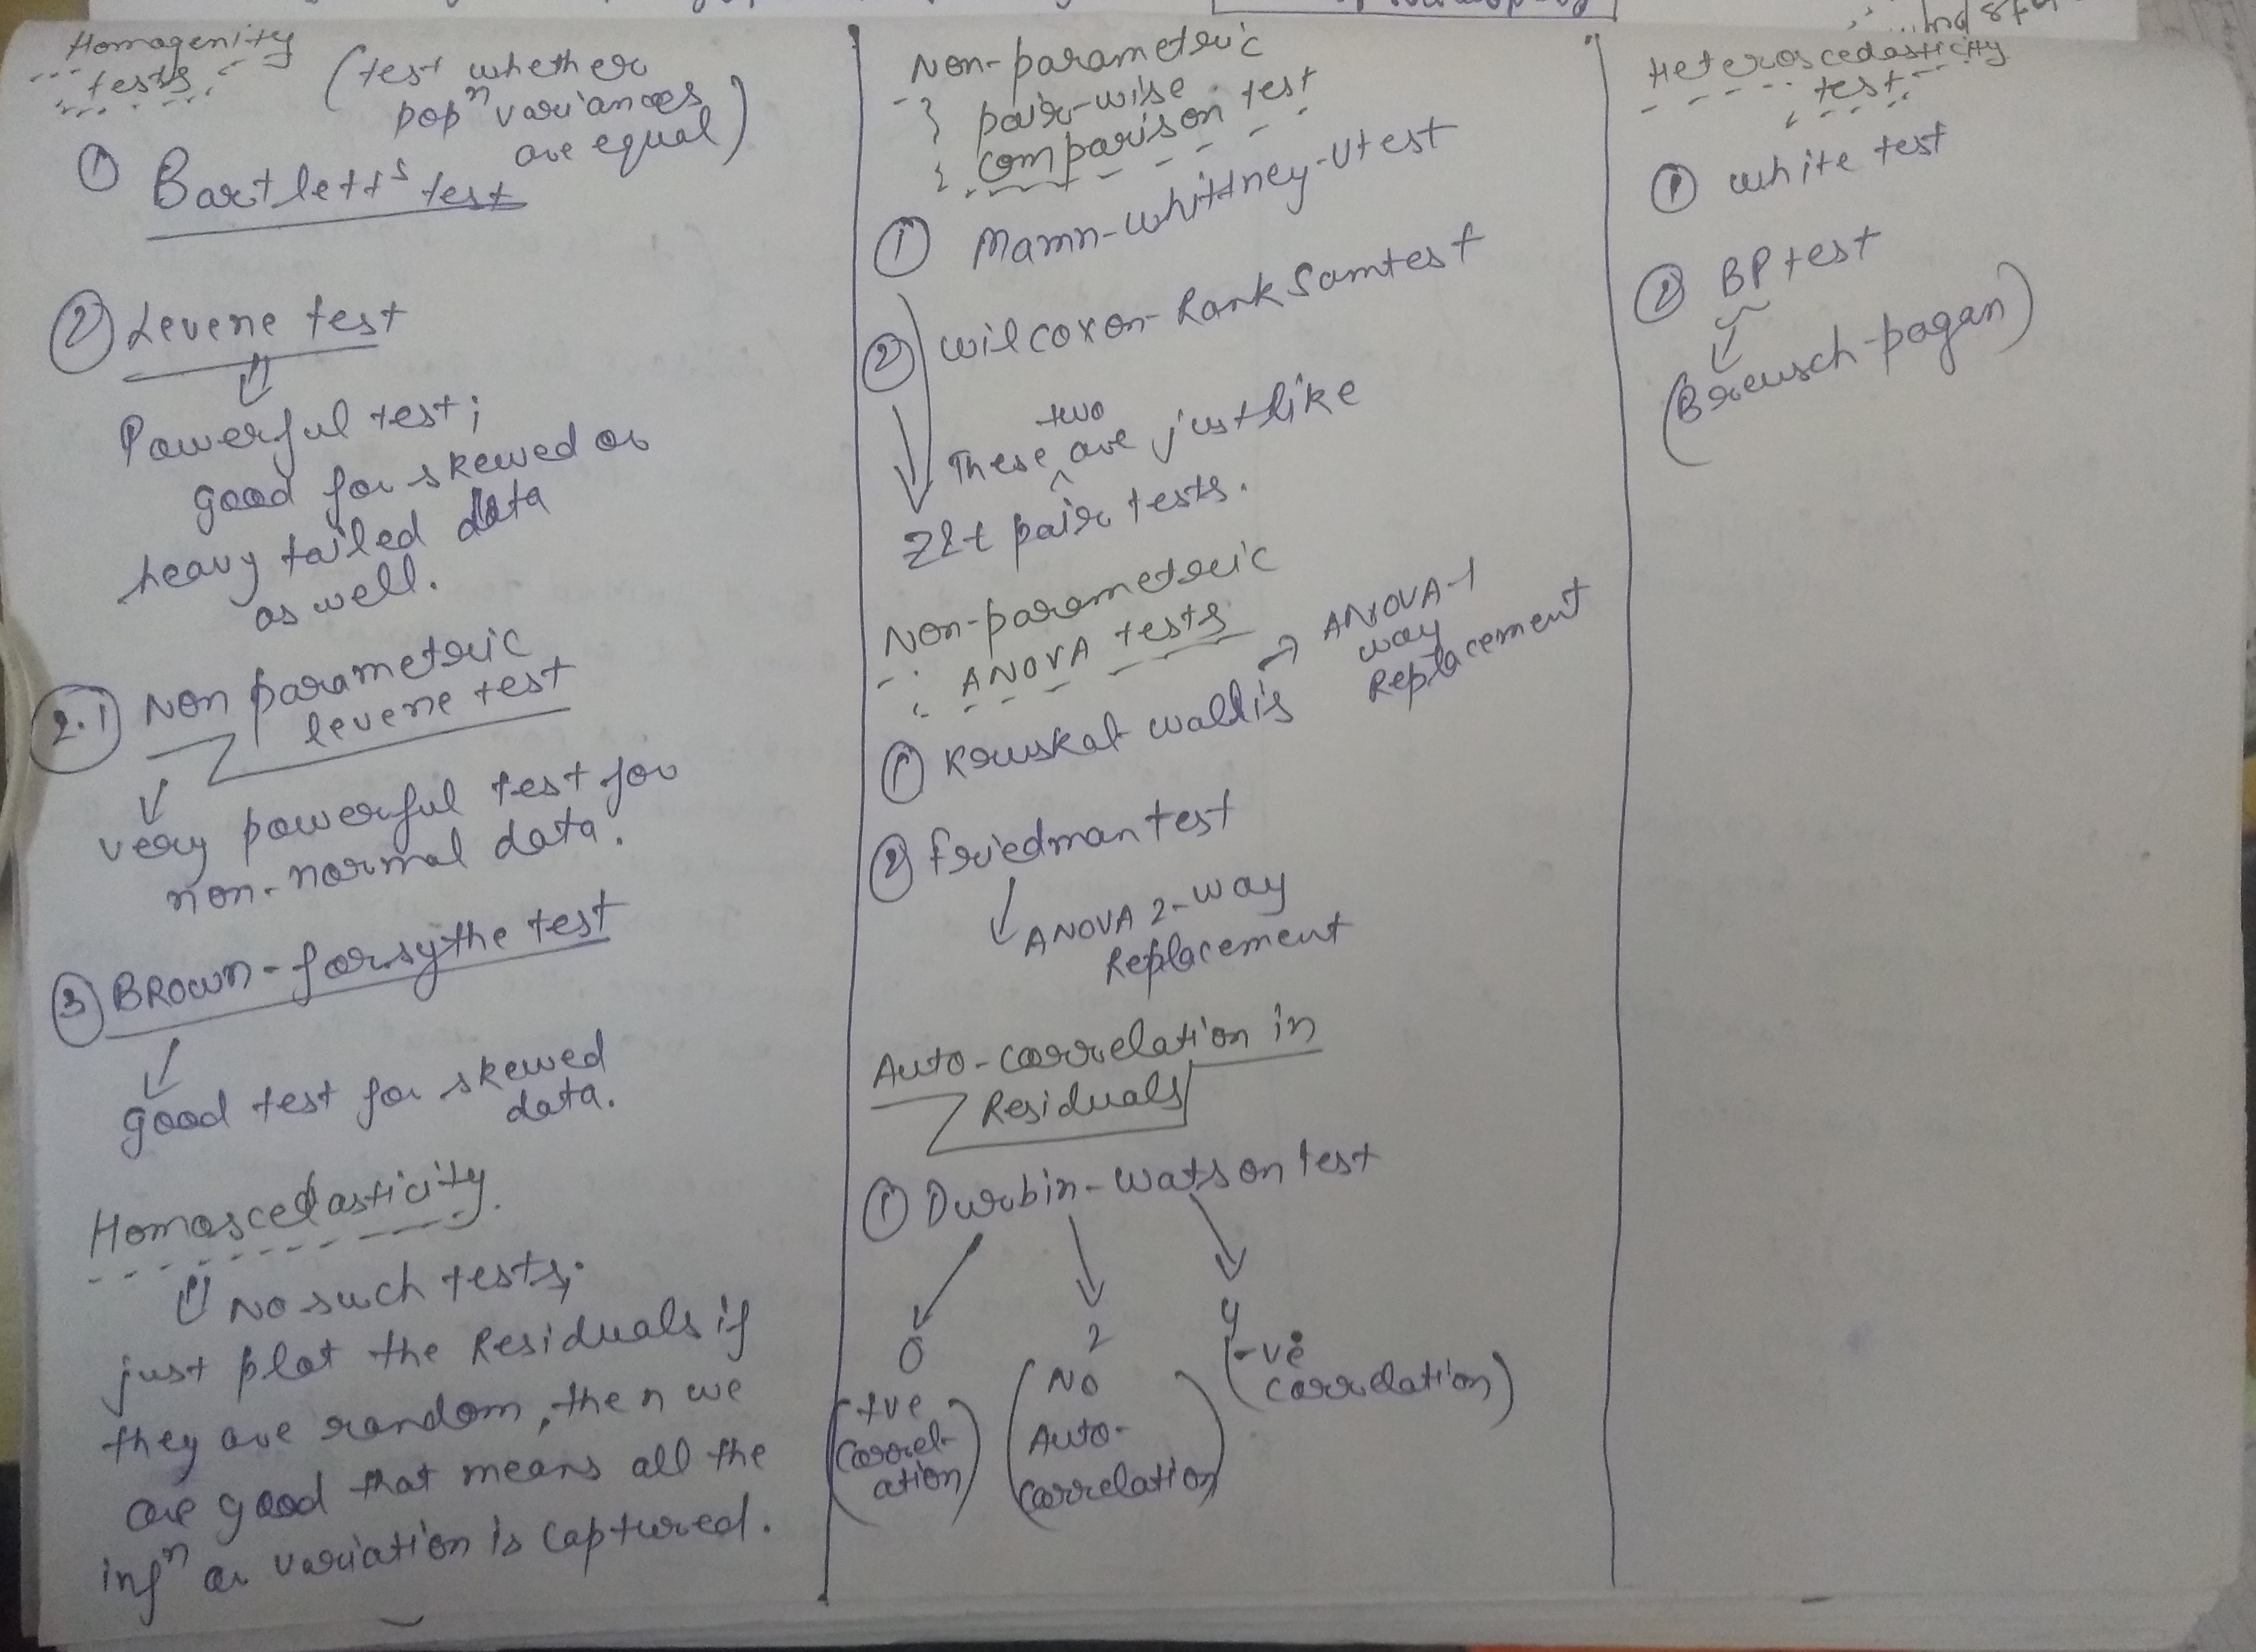 Homogenity
tests
(test whether
popⁿ variances
are equal)
① Bartlett's test
② Levene test
Powerful test;
good for skewed or
heavy tailed data
as well.
2.1 Non parametric
levene test
very powerful test for
non-normal data.
③ BROWN-forsythe test
good test for skewed
data.
Homoscedasticity.
No such tests;
just plot the Residuals if
they are random, then we
are good that means all the
infⁿ or variation is captured.
Non-parametric
pair-wise
comparison test
① Mann-whittney-Utest
② wilcoxon-Rank Samtest
two
These ^ are just like
Z & t pair tests.
Non-parametric
ANOVA tests
→ ANOVA-1
way
Replacement
① Kruskal wallis
② friedman test
ANOVA 2-way
Replacement
Auto-correlation in
Residuals
① Durbin-watson test
0
2
4
(+ve
correl-
ation)
(No
Auto-
correlation)
(-ve
correlation)
Heteroscedasticity
test
① white test
② BP test
(Breusch-pagan)